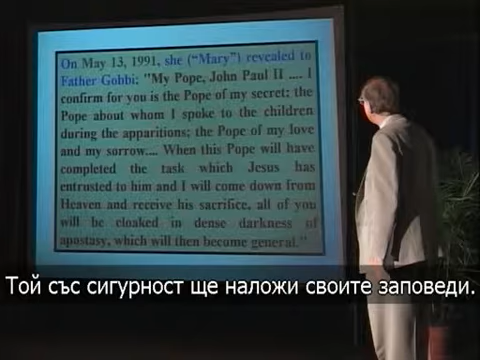 On May 13, 1991, she ("Mary") revealed to
Father Gobbi: "My Pope, John Paul II .... I
confirm for you is the Pope of my secret; the
Pope about whom I spoke to the children
during the apparitions; the Pope of my love
and my sorrow.... When this Pope will have
completed the task which Jesus has
entrusted to him and I will come down from
Heaven and receive his sacrifice, all of you
will be cloaked in dense darkness of
apostasy, which will then become general."
Той със сигурност ще наложи своите заповеди.